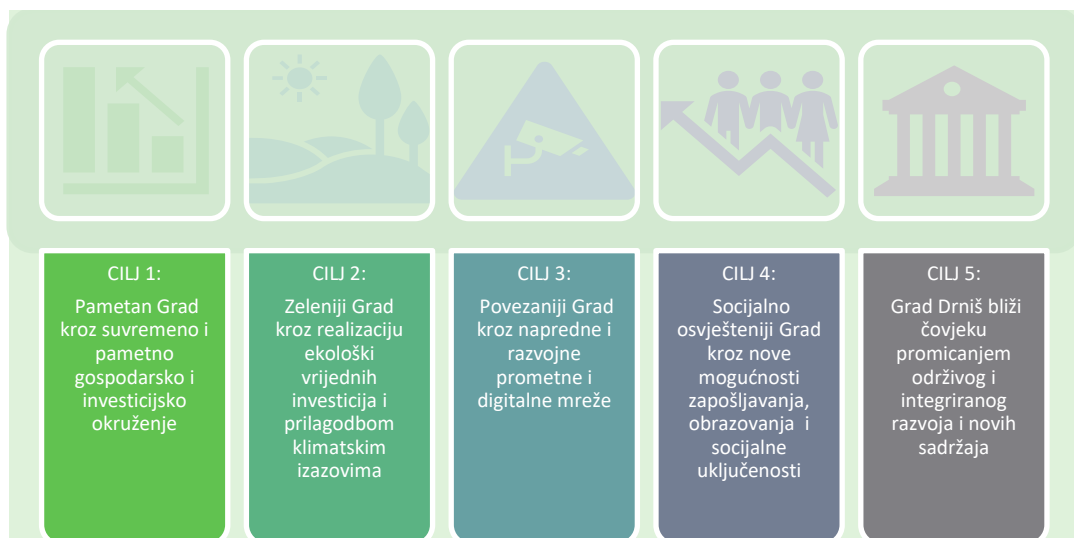 CILJ 1:
Pametan Grad
kroz suvremeno i
pametno
gospodarsko i
investicijsko
okruženje
CILJ 2:
Zeleniji Grad
kroz realizaciju
ekološki
vrijednih
investicija i
prilagodbom
klimatskim
izazovima
CILJ 3:
Povezaniji Grad
kroz napredne i
razvojne
prometne i
digitalne mreže
CILJ 4:
Socijalno
osvješteniji Grad
kroz nove
mogućnosti
zapošljavanja,
obrazovanja i
socijalne
uključenosti
CILJ 5:
Grad Drniš bliži
čovjeku
promicanjem
održivog i
integriranog
razvoja i novih
sadržaja